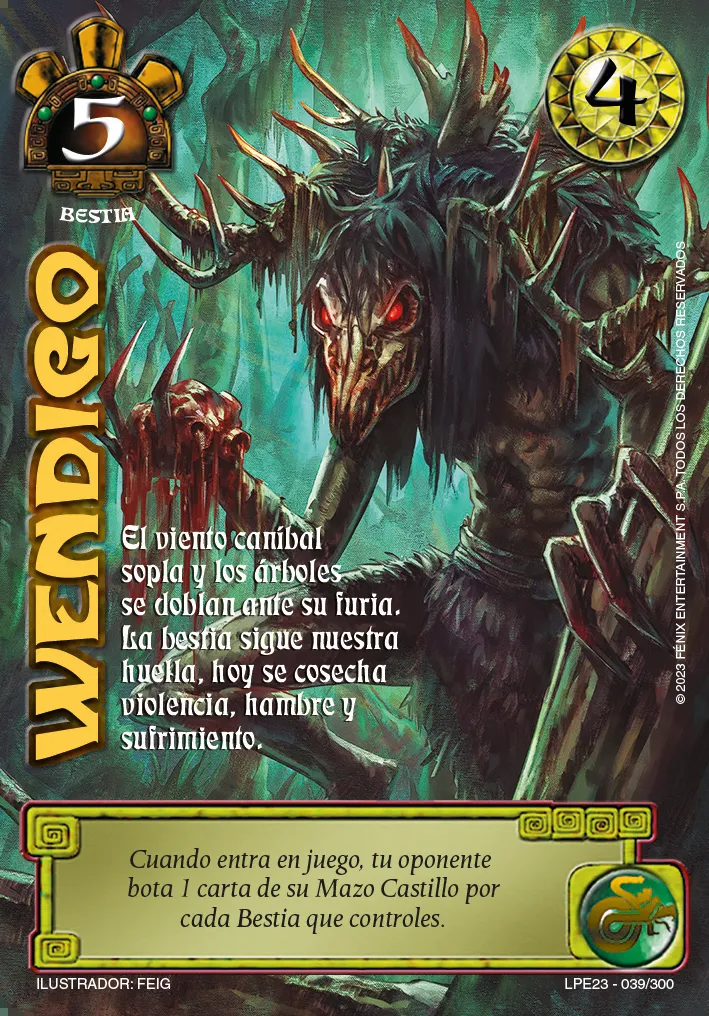 5
4
BESTIA
WENDIGO
El viento caníbal
sopla y los árboles
se doblan ante su furia.
La bestia sigue nuestra
huella, hoy se cosecha
violencia, hambre y
sufrimiento.
© 2023 FÉNIX ENTERTAINMENT S.P.A. TODOS LOS DERECHOS RESERVADOS
Cuando entra en juego, tu oponente
bota 1 carta de su Mazo Castillo por
cada Bestia que controles.
ILUSTRADOR: FEIG
LPE23 - 039/300